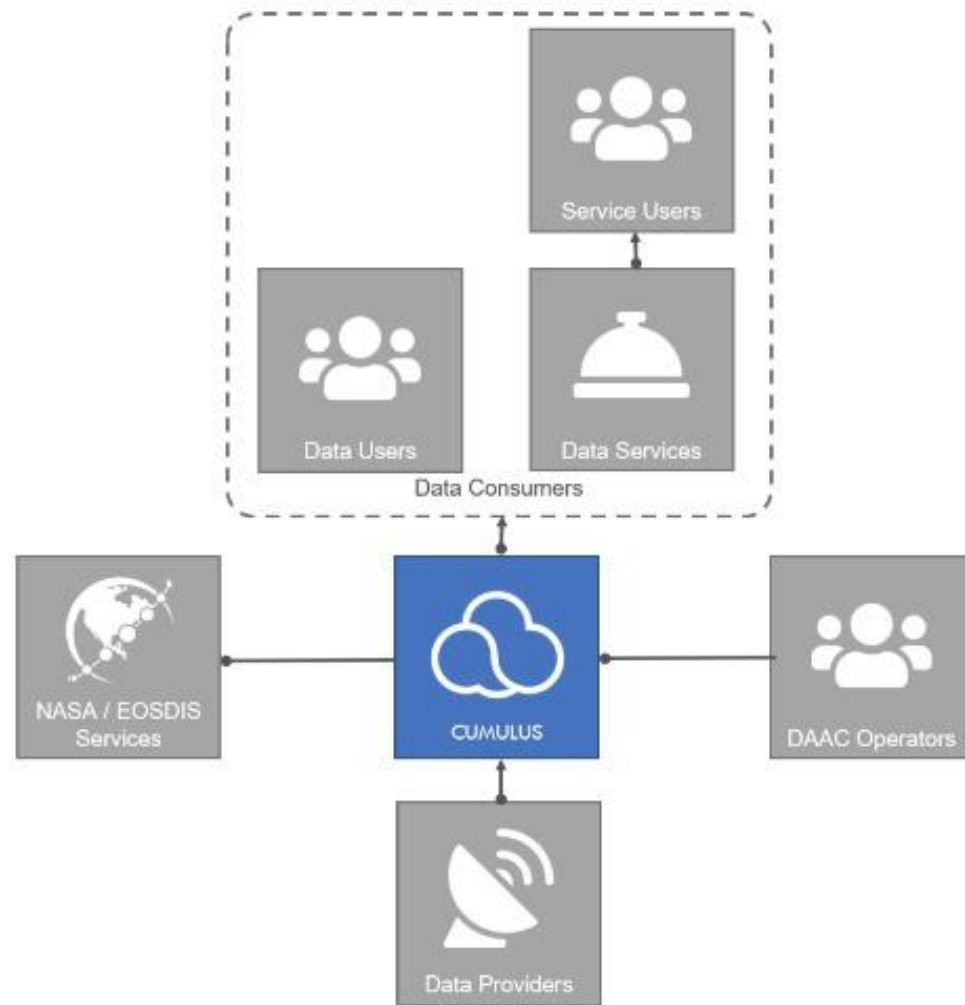 Service Users
Data Users
Data Services
Data Consumers
NASA / EOSDIS
Services
CUMULUS
DAAC Operators
Data Providers